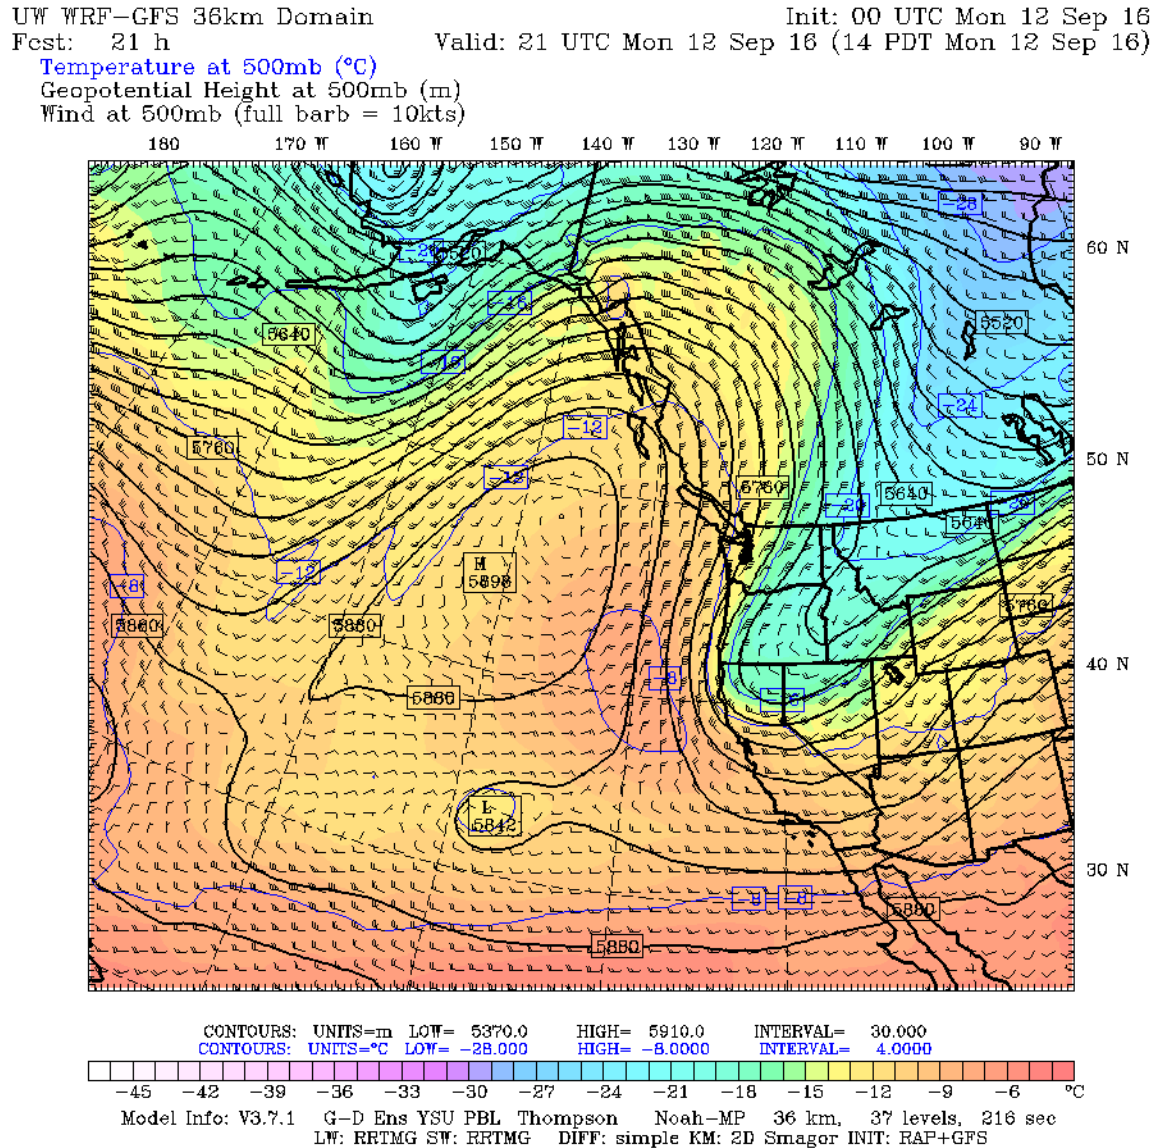 UW WRF-GFS 36km Domain Init: 00 UTC Mon 12 Sep 16
Fcst: 21 h Valid: 21 UTC Mon 12 Sep 16 (14 PDT Mon 12 Sep 16)
Temperature at 500mb (°C)
Geopotential Height at 500mb (m)
Wind at 500mb (full barb = 10kts)
180 170 W 160 W 150 W 140 W 130 W 120 W 110 W 100 W 90 W
-28
60 N
5520
-16
5520
5640
-16
-24
-12
5760
50 N
-12
5760
5640
-20
5640
H
5898
-12
-8
5760
5880
5880
40 N
-8
5880
L
5842
30 N
-8 -8
5880
5880
CONTOURS: UNITS=m LOW= 5370.0 HIGH= 5910.0 INTERVAL= 30.000
CONTOURS: UNITS=°C LOW= -28.000 HIGH= -8.0000 INTERVAL= 4.0000
-45 -42 -39 -36 -33 -30 -27 -24 -21 -18 -15 -12 -9 -6 °C
Model Info: V3.7.1 G-D Ens YSU PBL Thompson Noah-MP 36 km, 37 levels, 216 sec
LW: RRTMG SW: RRTMG DIFF: simple KM: 2D Smagor INIT: RAP+GFS